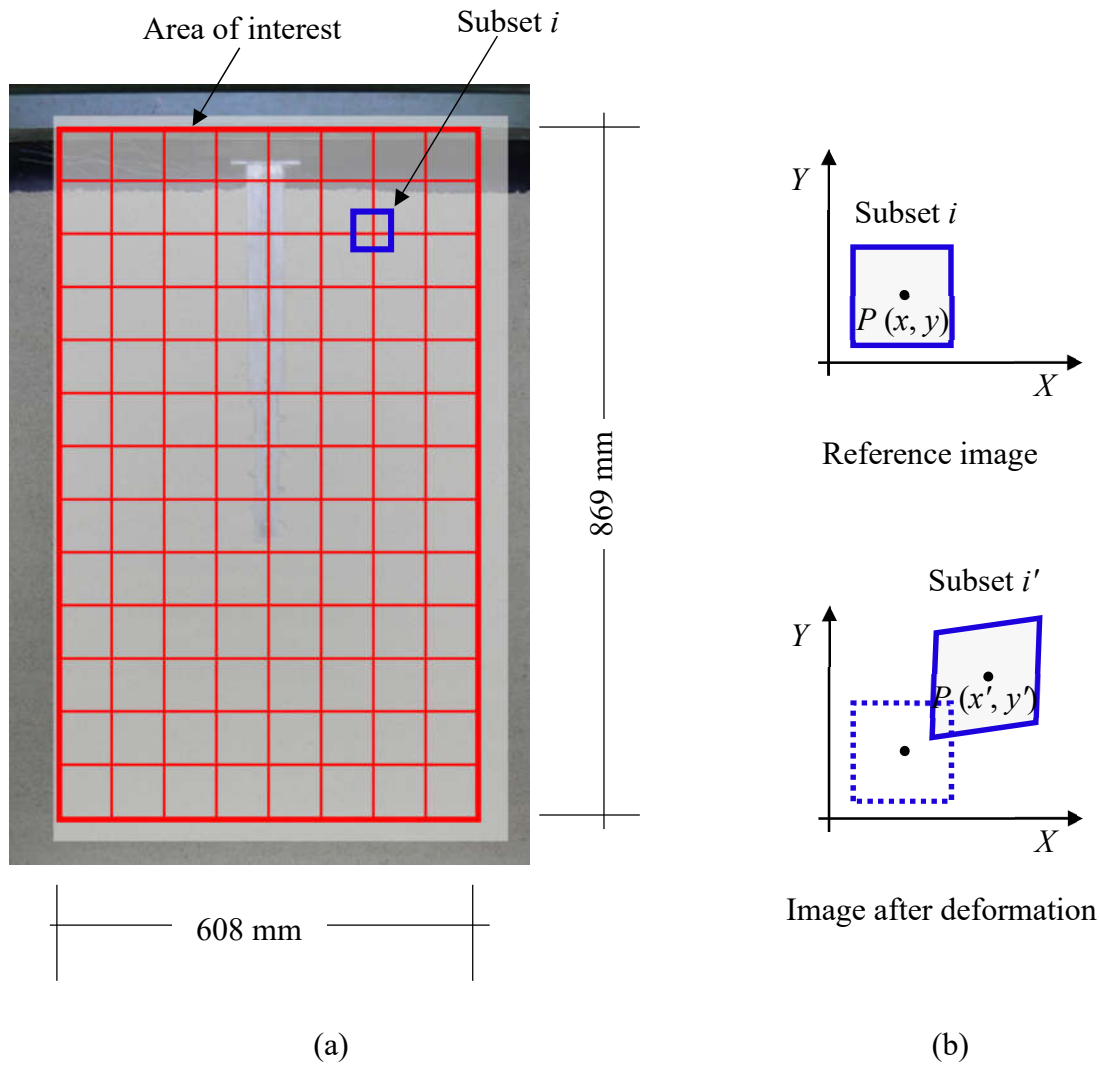 Area of interest
Subset i
869 mm
608 mm
(a)
Y
Subset i
P (x, y)
X
Reference image
Subset i′
Y
P (x′, y′)
X
Image after deformation
(b)